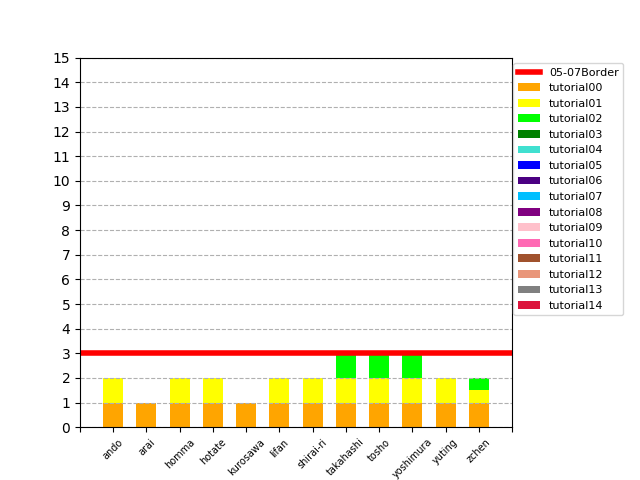 15
14
13
12
11
10
9
8
7
6
5
4
3
2
1
0
ando
arai
homma
hotate
kurosawa
lifan
shirai-ri
takahashi
tosho
yoshimura
yuting
zchen
05-07Border
tutorial00
tutorial01
tutorial02
tutorial03
tutorial04
tutorial05
tutorial06
tutorial07
tutorial08
tutorial09
tutorial10
tutorial11
tutorial12
tutorial13
tutorial14